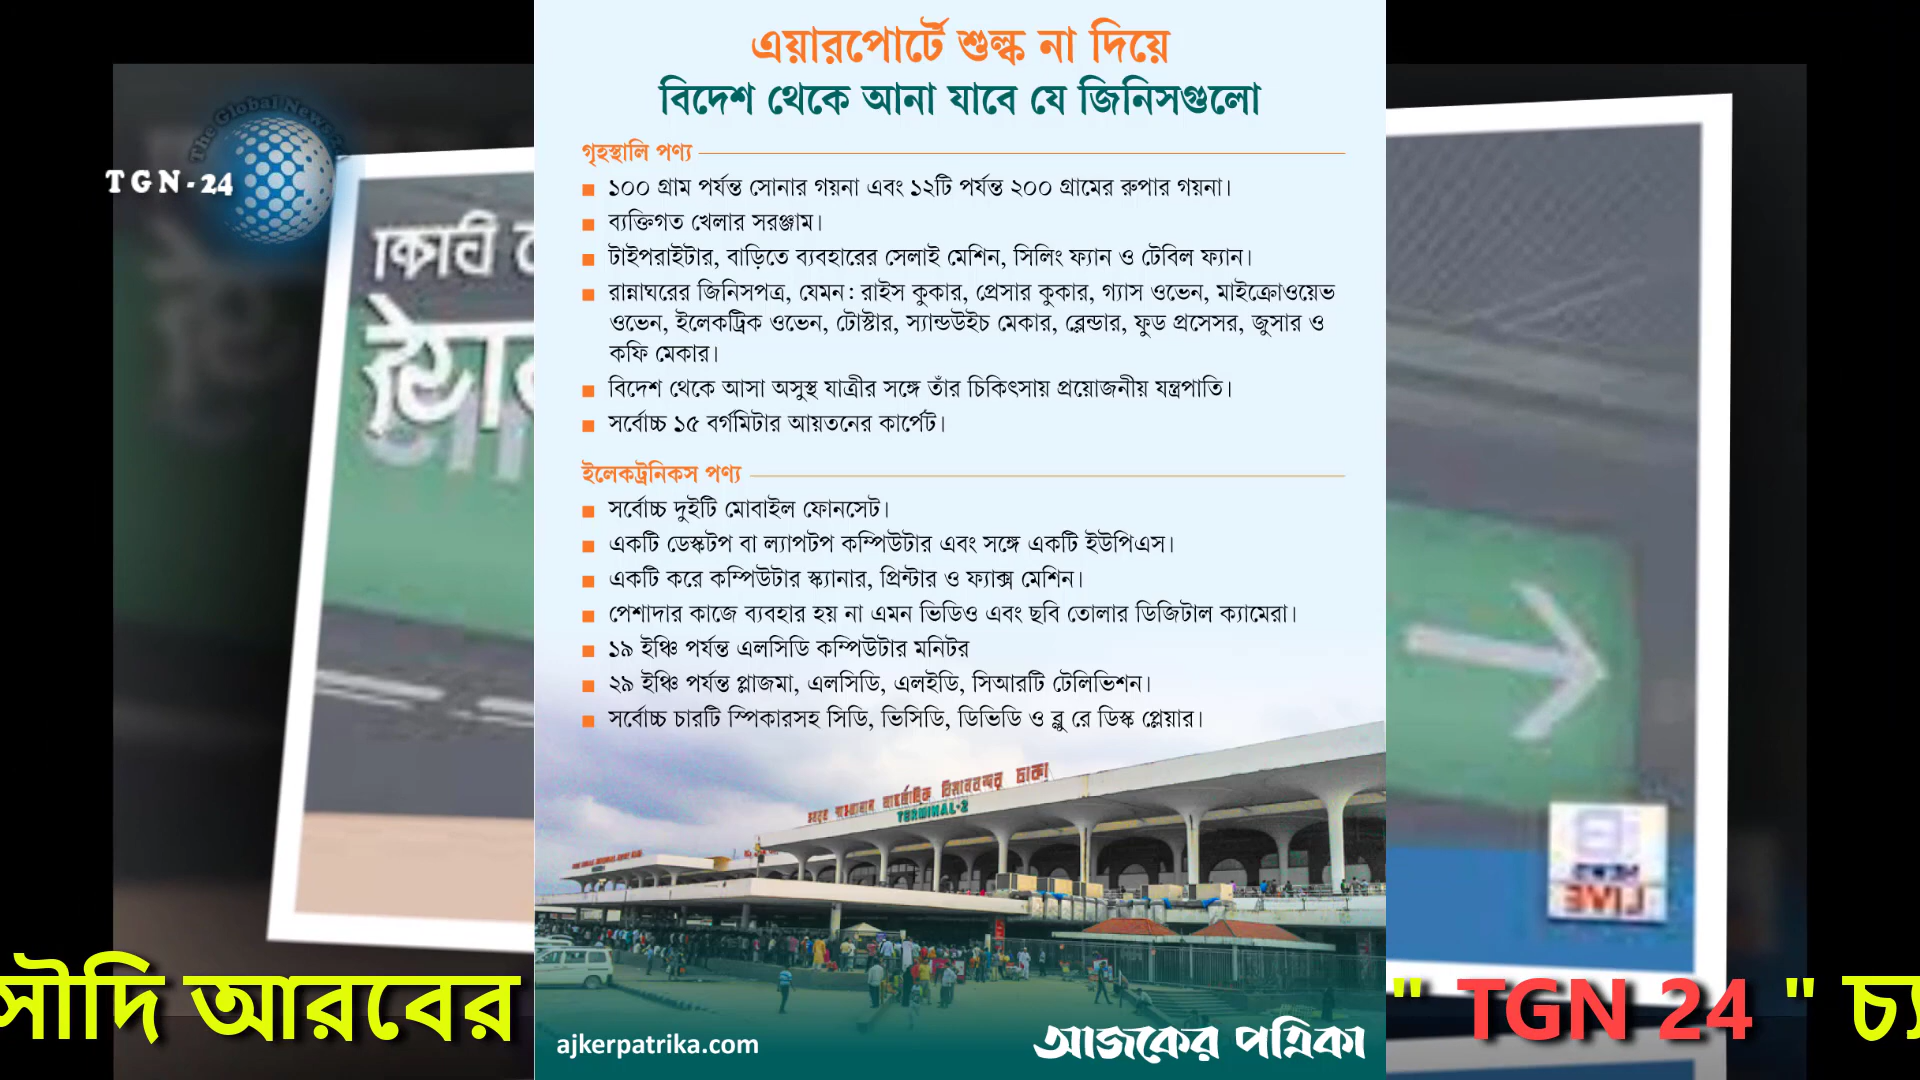 এয়ারপোর্টে শুল্ক না দিয়ে
বিদেশ থেকে আনা যাবে যে জিনিসগুলো
গৃহস্থালি পণ্য
১০০ গ্রাম পর্যন্ত সোনার গয়না এবং ১২টি পর্যন্ত ২০০ গ্রামের রুপার গয়না।
ব্যক্তিগত খেলার সরঞ্জাম।
টাইপরাইটার, বাড়িতে ব্যবহারের সেলাই মেশিন, সিলিং ফ্যান ও টেবিল ফ্যান।
রান্নাঘরের জিনিসপত্র, যেমন: রাইস কুকার, প্রেসার কুকার, গ্যাস ওভেন, মাইক্রোওয়েভ
ওভেন, ইলেকট্রিক ওভেন, টোস্টার, স্যান্ডউইচ মেকার, ব্লেন্ডার, ফুড প্রসেসর, জুসার ও
কফি মেকার।
বিদেশ থেকে আসা অসুস্থ যাত্রীর সঙ্গে তাঁর চিকিৎসায় প্রয়োজনীয় যন্ত্রপাতি।
সর্বোচ্চ ১৫ বর্গমিটার আয়তনের কার্পেট।
ইলেকট্রনিকস পণ্য
সর্বোচ্চ দুইটি মোবাইল ফোনসেট।
একটি ডেস্কটপ বা ল্যাপটপ কম্পিউটার এবং সঙ্গে একটি ইউপিএস।
একটি করে কম্পিউটার স্ক্যানার, প্রিন্টার ও ফ্যাক্স মেশিন।
পেশাদার কাজে ব্যবহার হয় না এমন ভিডিও এবং ছবি তোলার ডিজিটাল ক্যামেরা।
১৯ ইঞ্চি পর্যন্ত এলসিডি কম্পিউটার মনিটর
২৯ ইঞ্চি পর্যন্ত প্লাজমা, এলসিডি, এলইডি, সিআরটি টেলিভিশন।
সর্বোচ্চ চারটি স্পিকারসহ সিডি, ভিসিডি, ডিভিডি ও ব্লু রে ডিস্ক প্লেয়ার।
TERMINAL-2
ajkerpatrika.com
আজকের পত্রিকা
The Global News
TGN-24
সৌদি আরবের
" TGN 24 "